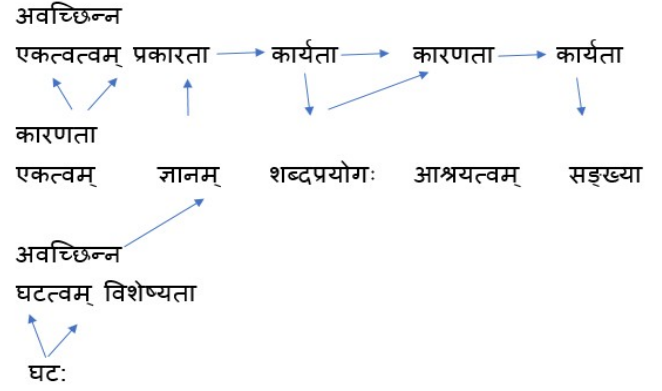 अवच्छिन्न
एकत्वत्वम् प्रकारता कार्यता कारणता कार्यता
कारणता
एकत्वम् ज्ञानम् शब्दप्रयोगः आश्रयत्वम् सङ्ख्या
अवच्छिन्न
घटत्वम् विशेष्यता
घट: